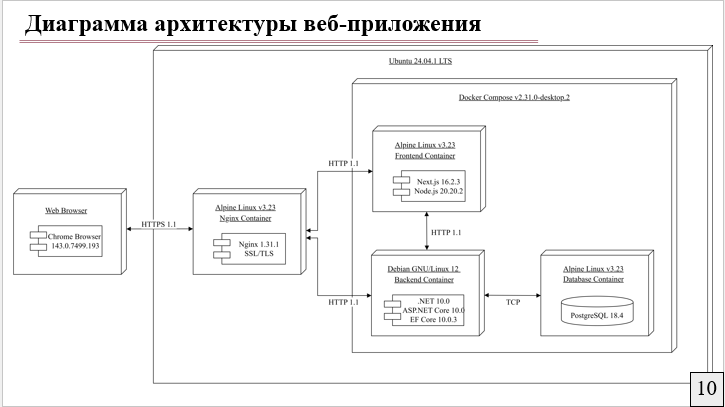 Диаграмма архитектуры веб-приложения
Ubuntu 24.04.1 LTS
Docker Compose v2.31.0-desktop.2
Alpine Linux v3.23
Frontend Container
Next.js 16.2.3
Node.js 20.20.2
HTTP 1.1
Web Browser
Chrome Browser
143.0.7499.193
HTTPS 1.1
Alpine Linux v3.23
Nginx Container
Nginx 1.31.1
SSL/TLS
HTTP 1.1
HTTP 1.1
Debian GNU/Linux 12
Backend Container
.NET 10.0
ASP.NET Core 10.0
EF Core 10.0.3
TCP
Alpine Linux v3.23
Database Container
PostgreSQL 18.4
10